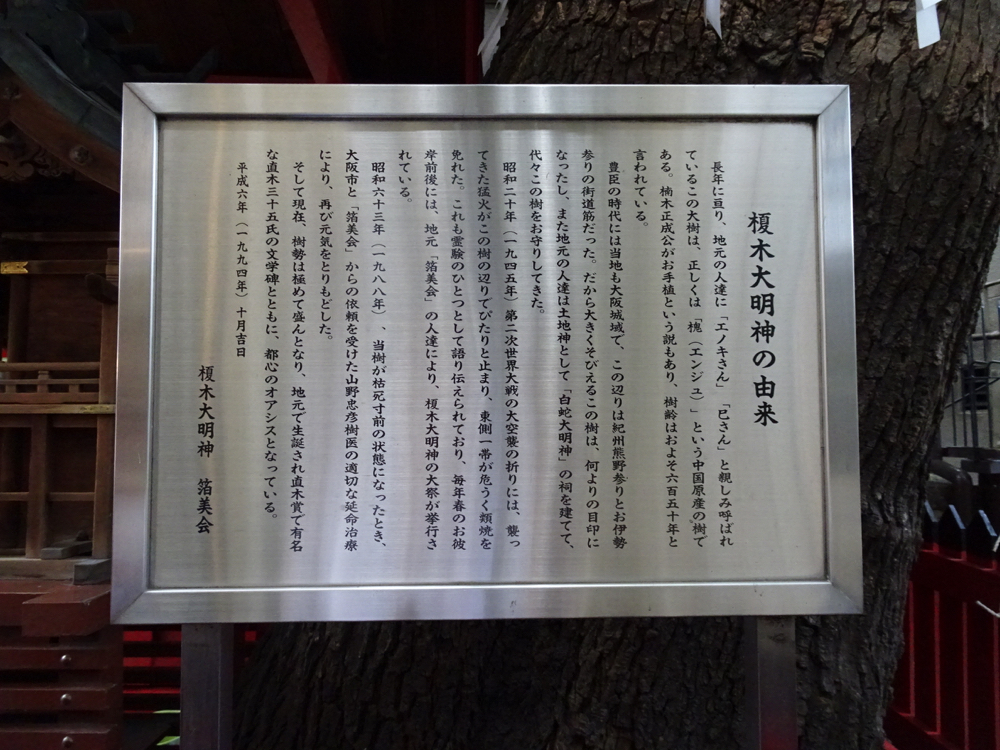 榎木大明神の由来
長年に亘り、地元の人達に「エノキさん」「巳さん」と親しみ呼ばれ
ているこの大樹は、正しくは「槐（エンジュ）」という中国原産の樹で
ある。楠木正成公がお手植という説もあり、樹齢はおよそ六百五十年と
言われている。
豊臣の時代には当地も大阪城域で、この辺りは紀州熊野参りとお伊勢
参りの街道筋だった。だから大きくそびえるこの樹は、何よりの目印に
なったし、また地元の人達は土地神として「白蛇大明神」の祠を建てて、
代々この樹をお守りしてきた。
昭和二十年（一九四五年）第二次世界大戦の大空襲の折りには、襲っ
てきた猛火がこの樹の辺りでぴたりと止まり、東側一帯が危うく類焼を
免れた。これも霊験のひとつとして語り伝えられており、毎年春のお彼
岸前後には、地元「箔美会」の人達により、榎木大明神の大祭が挙行さ
れている。
昭和六十三年（一九八八年）、当樹が枯死寸前の状態になったとき、
大阪市と「箔美会」からの依頼を受けた山野忠彦樹医の適切な延命治療
により、再び元気をとりもどした。
そして現在、樹勢は極めて盛んとなり、地元で生誕され直木賞で有名
な直木三十五氏の文学碑とともに、都心のオアシスとなっている。
平成六年（一九九四年）十月吉日
榎木大明神　箔美会